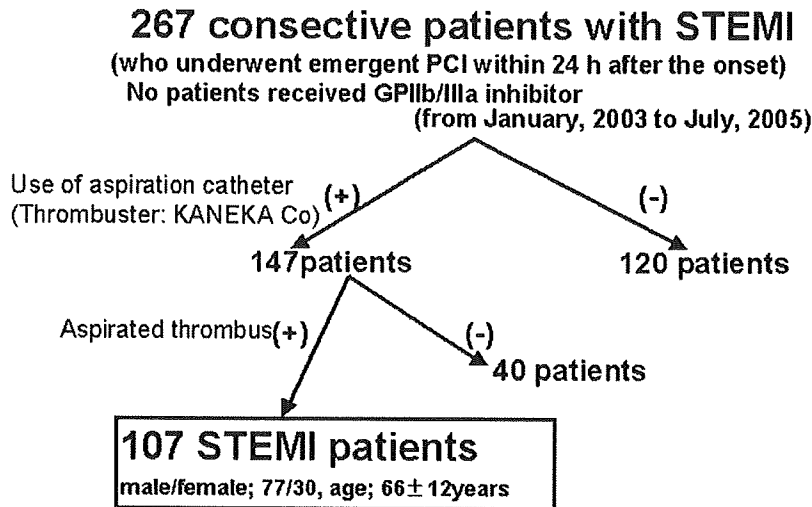 267 consective patients with STEMI
(who underwent emergent PCI within 24 h after the onset)
No patients received GPIIb/IIIa inhibitor
(from January, 2003 to July, 2005)
Use of aspiration catheter (+)
(Thrombuster: KANEKA Co)
(-)
147patients
120 patients
Aspirated thrombus(+)
(-)
40 patients
107 STEMI patients
male/female; 77/30, age; 66± 12years